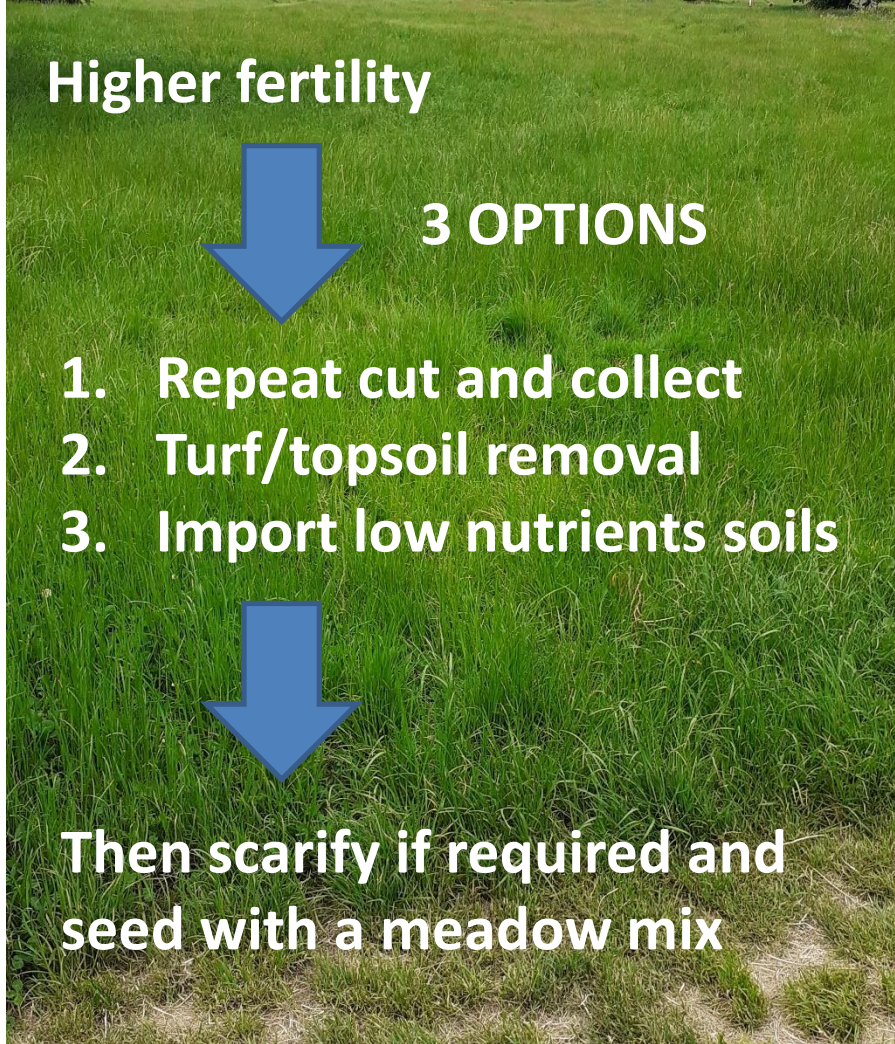 Higher fertility
3 OPTIONS
1. Repeat cut and collect
2. Turf/topsoil removal
3. Import low nutrients soils
Then scarify if required and
seed with a meadow mix